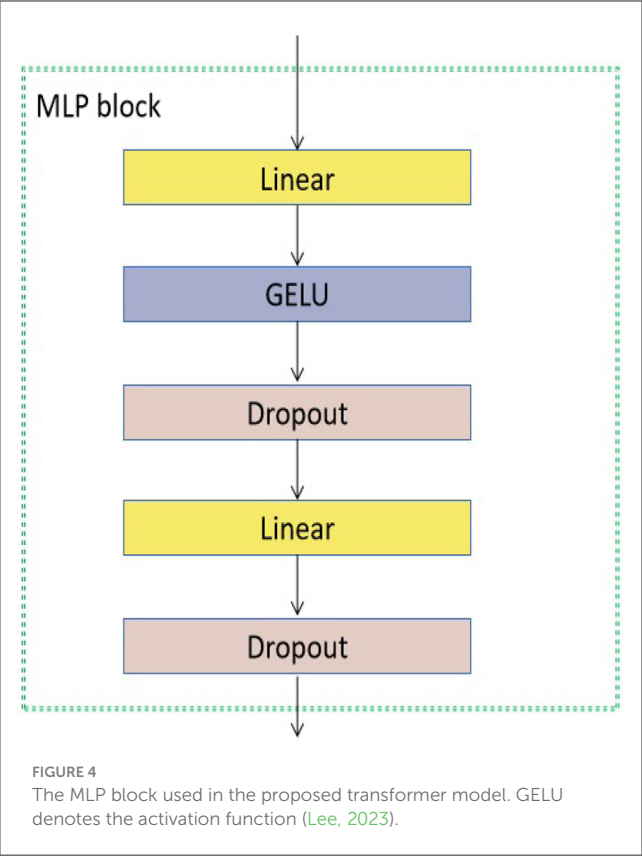 MLP block
Linear
GELU
Dropout
Linear
Dropout
FIGURE 4
The MLP block used in the proposed transformer model. GELU
denotes the activation function (Lee, 2023).